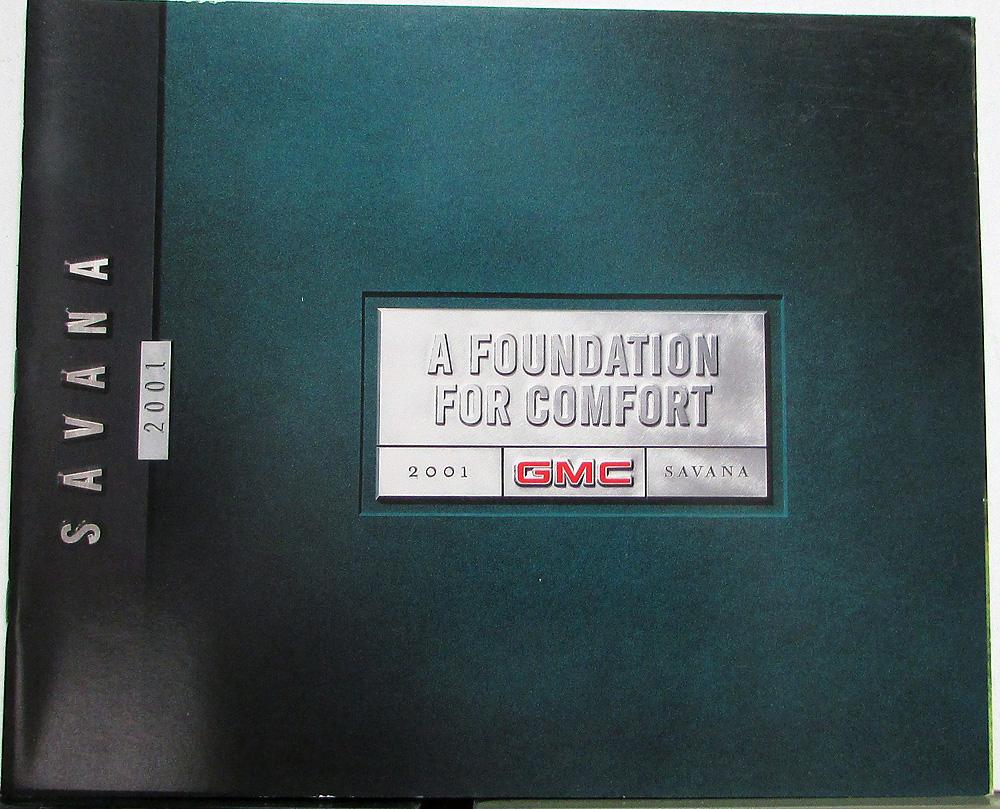 SAVANA
2001
A FOUNDATION
FOR COMFORT
2001 GMC SAVANA